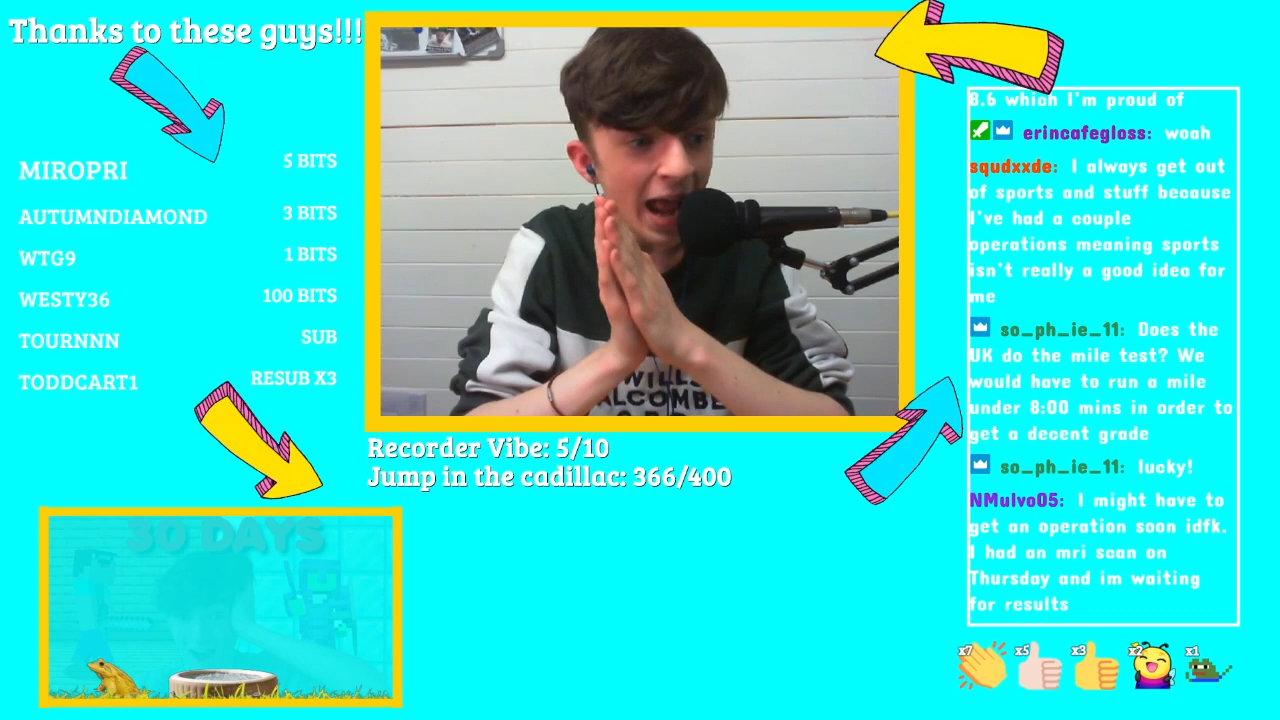 Thanks to these guys!!!
MIROPRI 5 BITS
AUTUMNDIAMOND 3 BITS
WTG9 1 BITS
WESTY36 100 BITS
TOURNNN SUB
TODDCART1 RESUB X3
30 DAYS
Recorder Vibe: 5/10
Jump in the cadillac: 366/400
8.6 which I'm proud of
erincafegloss: woah
squdxxde: I always get out
of sports and stuff because
I've had a couple
operations meaning sports
isn't really a good idea for
me
so_ph_ie_11: Does the
UK do the mile test? We
would have to run a mile
under 8:00 mins in order to
get a decent grade
so_ph_ie_11: lucky!
NMulvo05: I might have to
get an operation soon idfk.
I had an mri scan on
Thursday and im waiting
for results
x7 x5 x3 x2 x1